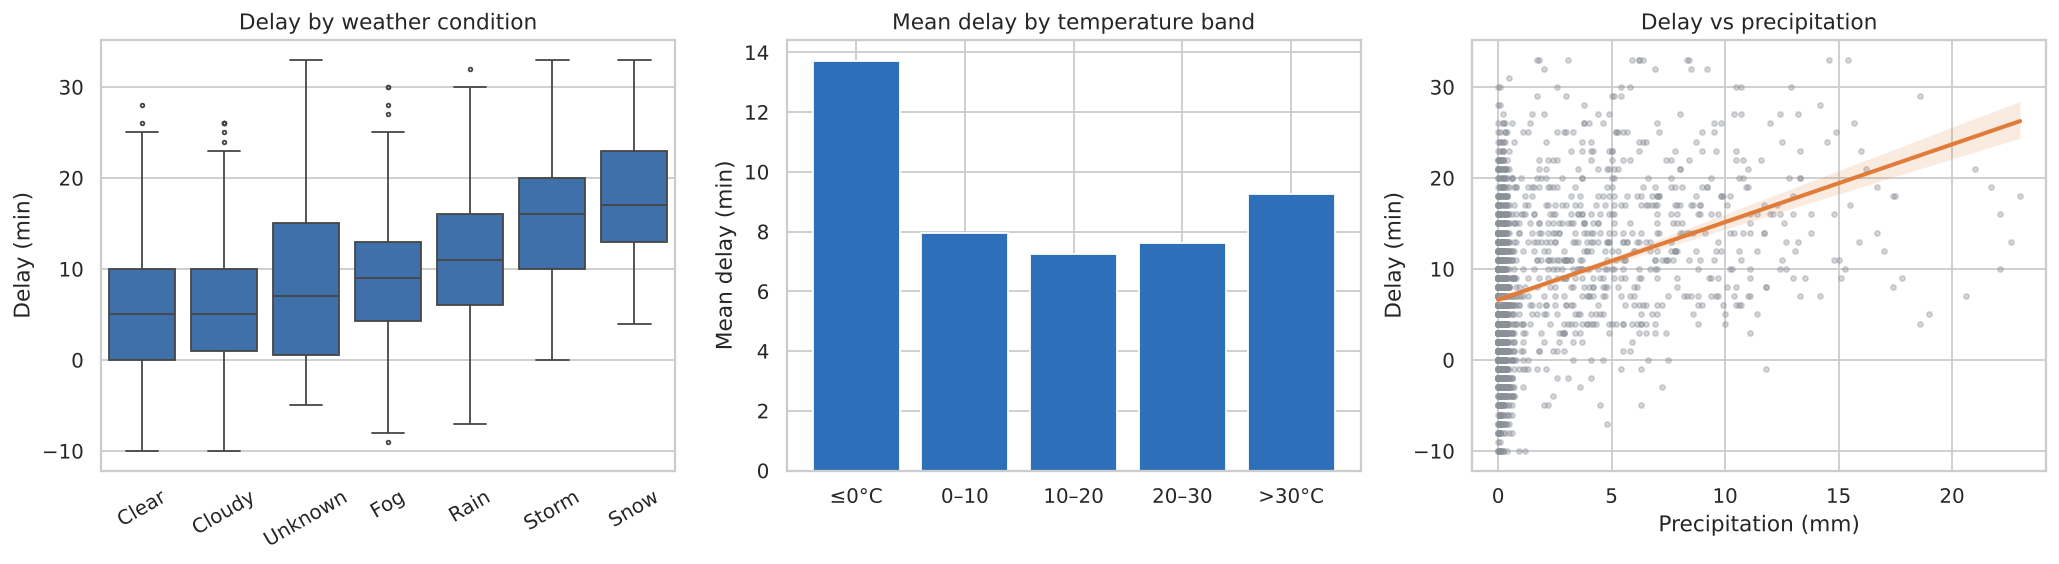 Delay by weather condition
Delay (min)
30
20
10
0
−10
Clear
Cloudy
Unknown
Fog
Rain
Storm
Snow
Mean delay by temperature band
Mean delay (min)
14
12
10
8
6
4
2
0
≤0°C
0–10
10–20
20–30
>30°C
Delay vs precipitation
Delay (min)
30
20
10
0
−10
0
5
10
15
20
Precipitation (mm)